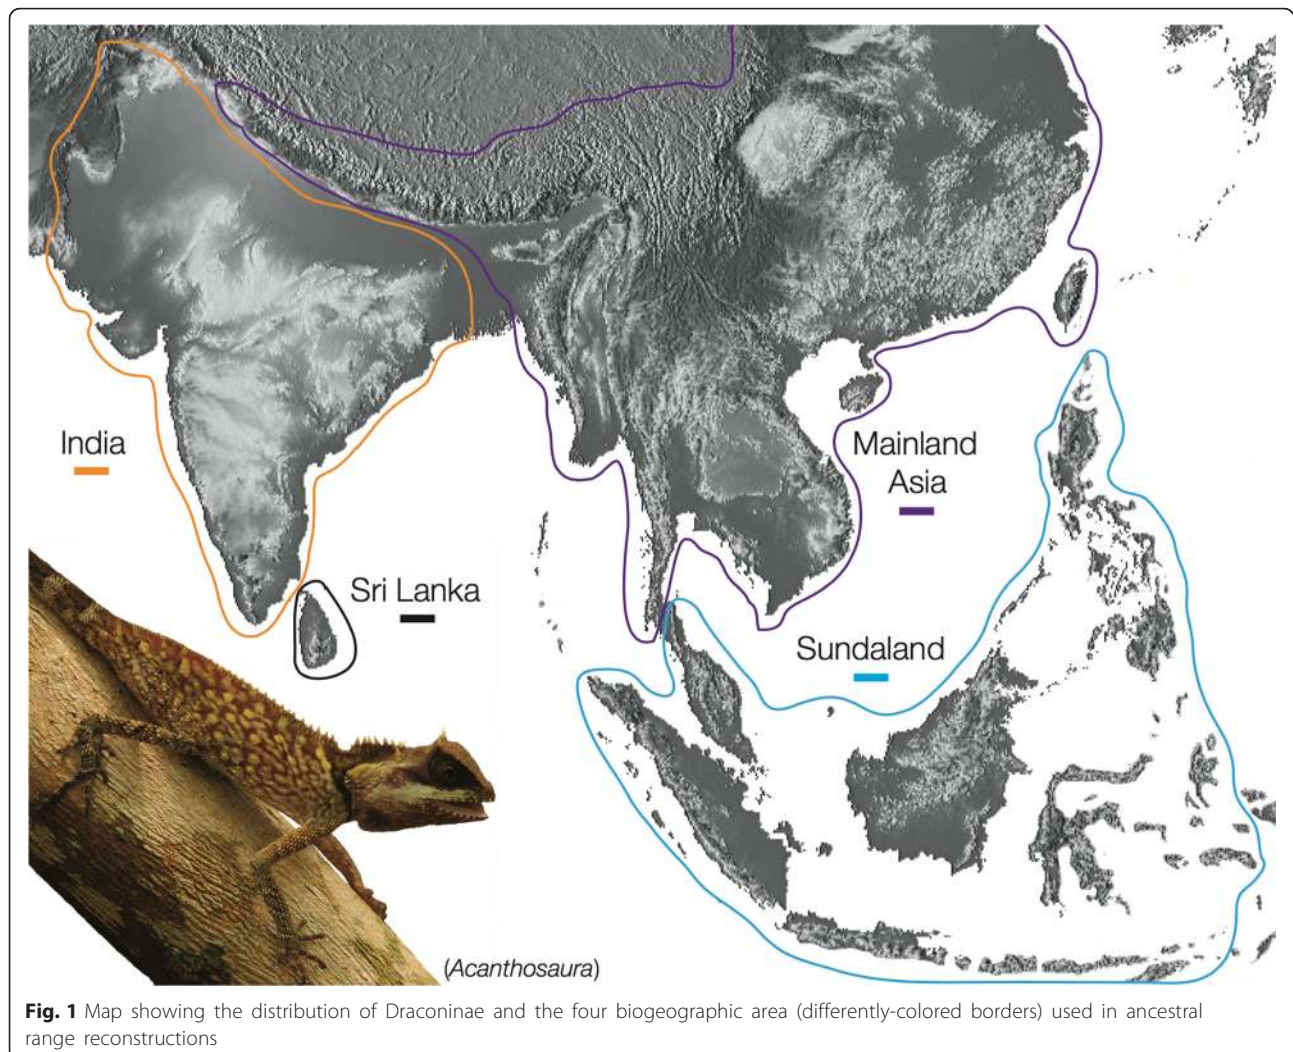 India
Sri Lanka
Mainland
Asia
Sundaland
(Acanthosaura)
Fig. 1 Map showing the distribution of Draconinae and the four biogeographic area (differently-colored borders) used in ancestral
range reconstructions